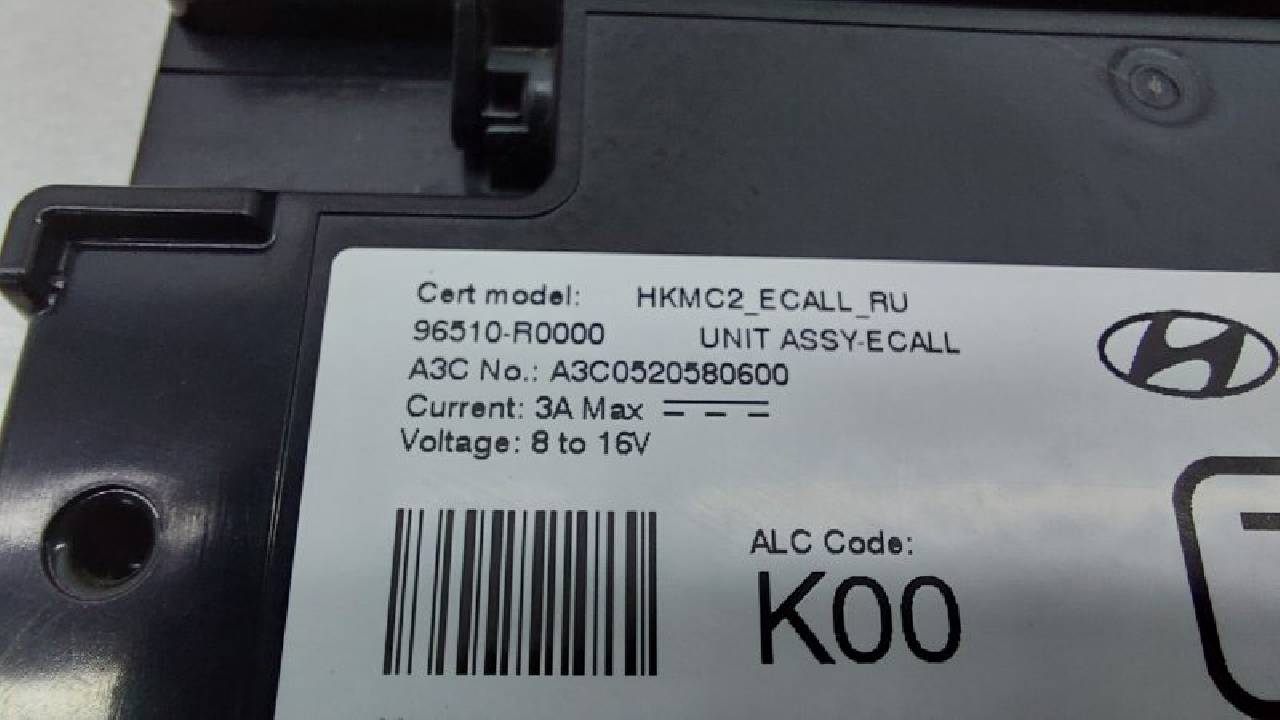 Cert model: HKMC2_ECALL_RU
96510-R0000 UNIT ASSY-ECALL
A3C No.: A3C0520580600
Current: 3A Max
Voltage: 8 to 16V
ALC Code:
K00